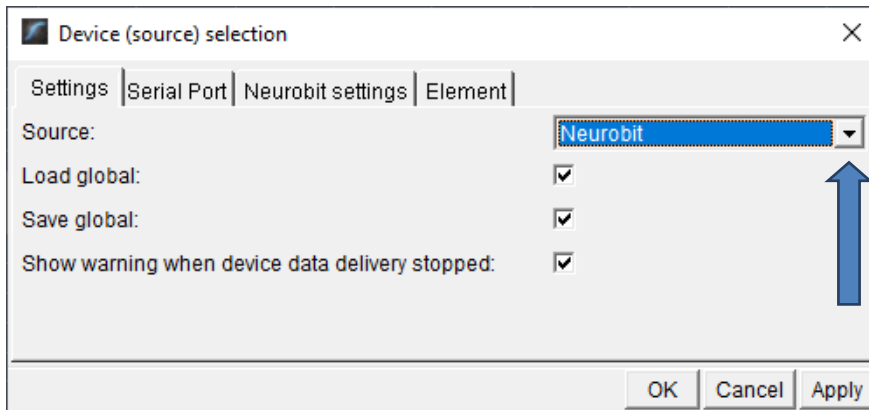 Device (source) selection
Settings Serial Port Neurobit settings Element
Source: Neurobit
Load global:
Save global:
Show warning when device data delivery stopped:
OK Cancel Apply